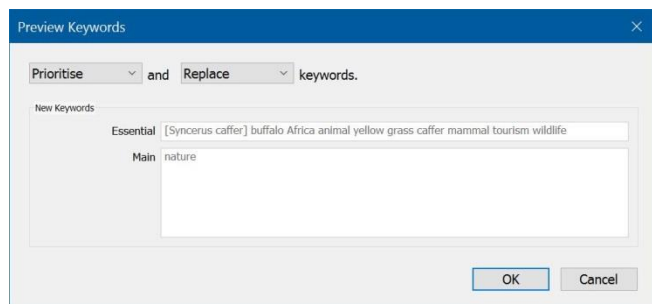 Preview Keywords
Prioritise and Replace keywords.
New Keywords
Essential [Syncerus caffer] buffalo Africa animal yellow grass caffer mammal tourism wildlife
Main nature
OK Cancel